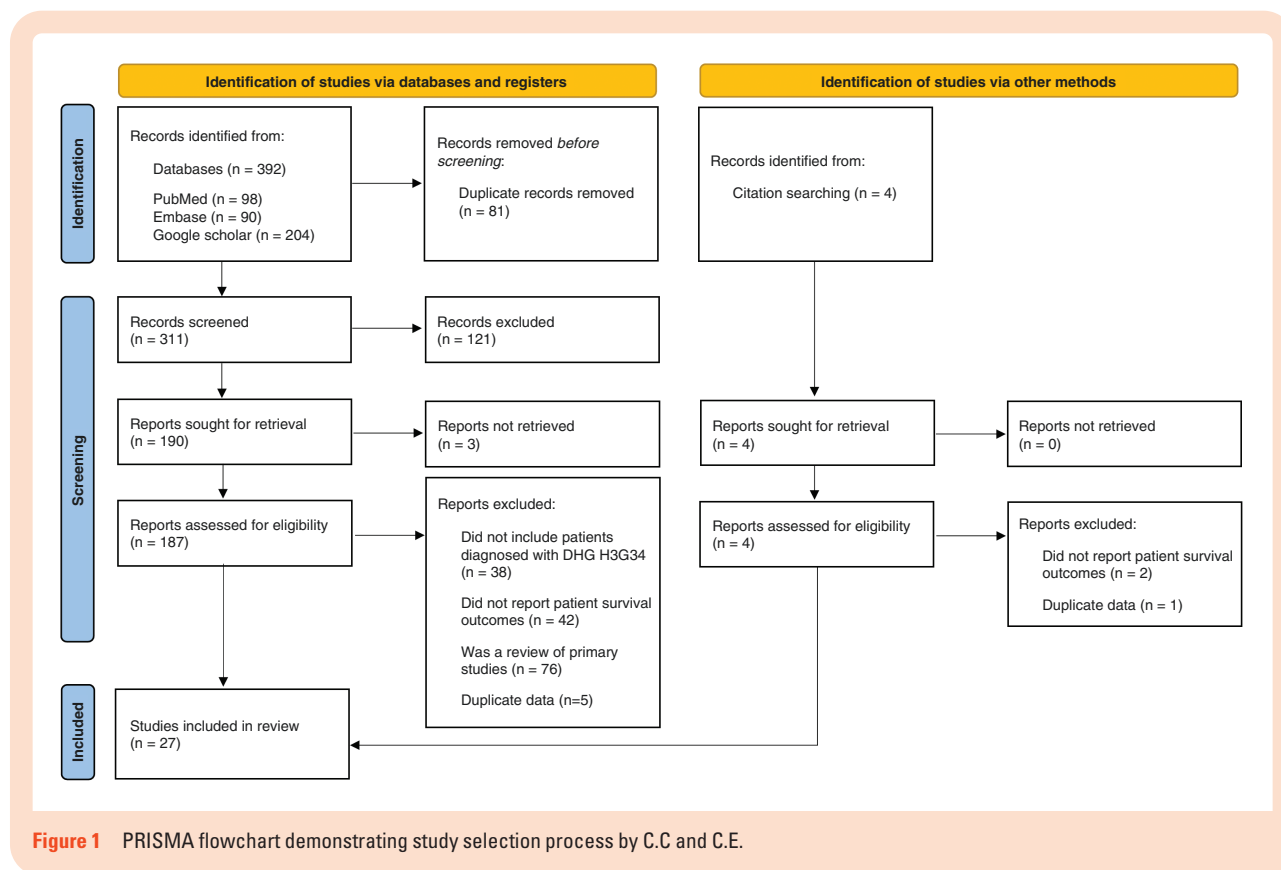 Identification of studies via databases and registers
Identification of studies via other methods
Identification
Records identified from:
Databases (n = 392)
PubMed (n = 98)
Embase (n = 90)
Google scholar (n = 204)
Records removed before
screening:
Duplicate records removed
(n = 81)
Records identified from:
Citation searching (n = 4)
Screening
Records screened
(n = 311)
Records excluded
(n = 121)
Reports sought for retrieval
(n = 190)
Reports not retrieved
(n = 3)
Reports sought for retrieval
(n = 4)
Reports not retrieved
(n = 0)
Reports assessed for eligibility
(n = 187)
Reports excluded:
Did not include patients
diagnosed with DHG H3G34
(n = 38)
Did not report patient survival
outcomes (n = 42)
Was a review of primary
studies (n = 76)
Duplicate data (n=5)
Reports assessed for eligibility
(n = 4)
Reports excluded:
Did not report patient survival
outcomes (n = 2)
Duplicate data (n = 1)
Included
Studies included in review
(n = 27)
Figure 1 PRISMA flowchart demonstrating study selection process by C.C and C.E.